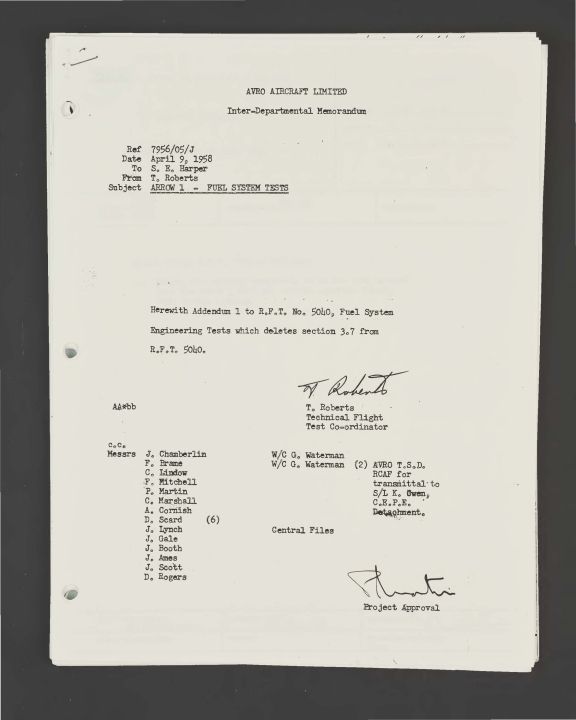 AVRO AIRCRAFT LIMITED
Inter-Departmental Memorandum
Ref 7956/05/J
Date April 9, 1958
To S. E. Harper
From T. Roberts
Subject ARROW 1 - FUEL SYSTEM TESTS
Herewith Addendum 1 to R.F.T. No. 5040, Fuel System
Engineering Tests which deletes section 3.7 from
R.F.T. 5040.
T Roberts
AA*bb
T. Roberts
Technical Flight
Test Co-ordinator
c.c.
Messrs J. Chamberlin
F. Brame
C. Lindow
F. Mitchell
P. Martin
C. Marshall
A. Cornish
D. Scard (6)
J. Lynch
J. Gale
J. Booth
J. Ames
J. Scott
D. Rogers
W/C G. Waterman
W/C G. Waterman (2) AVRO T.S.D.
RCAF for
transmittal to
S/L K. Owen,
C.E.P.E.
Detachment.
Central Files
Project Approval